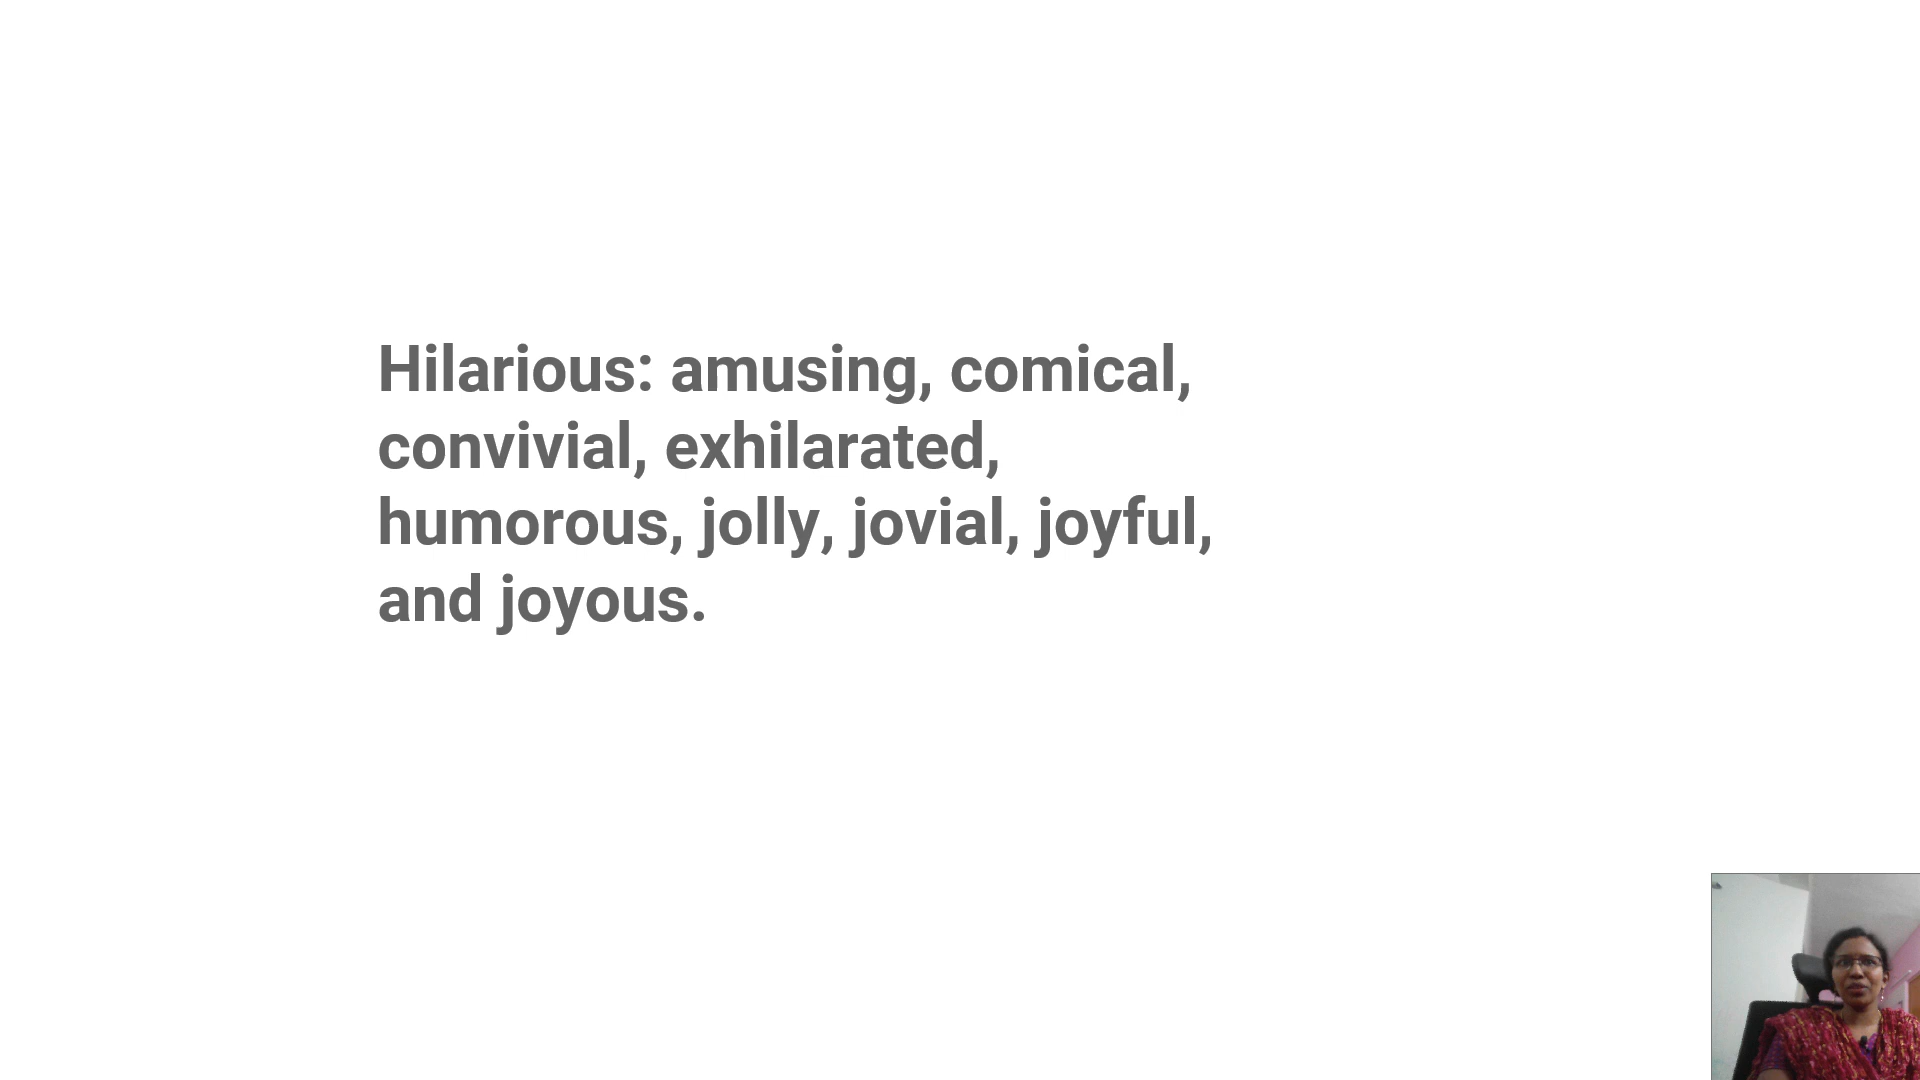 Hilarious: amusing, comical,
convivial, exhilarated,
humorous, jolly, jovial, joyful,
and joyous.